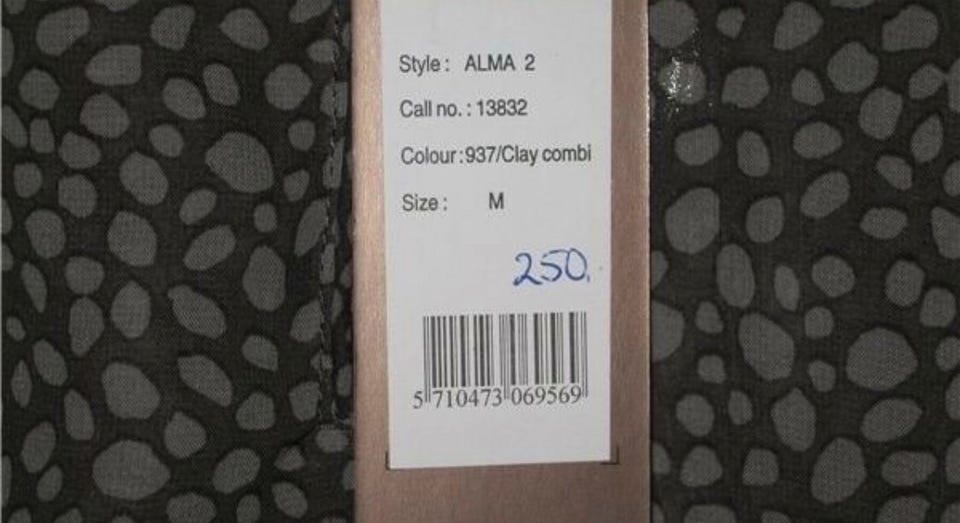 Style: ALMA 2
Call no.: 13832
Colour:937/Clay combi
Size: M
250.
5 710473 069569